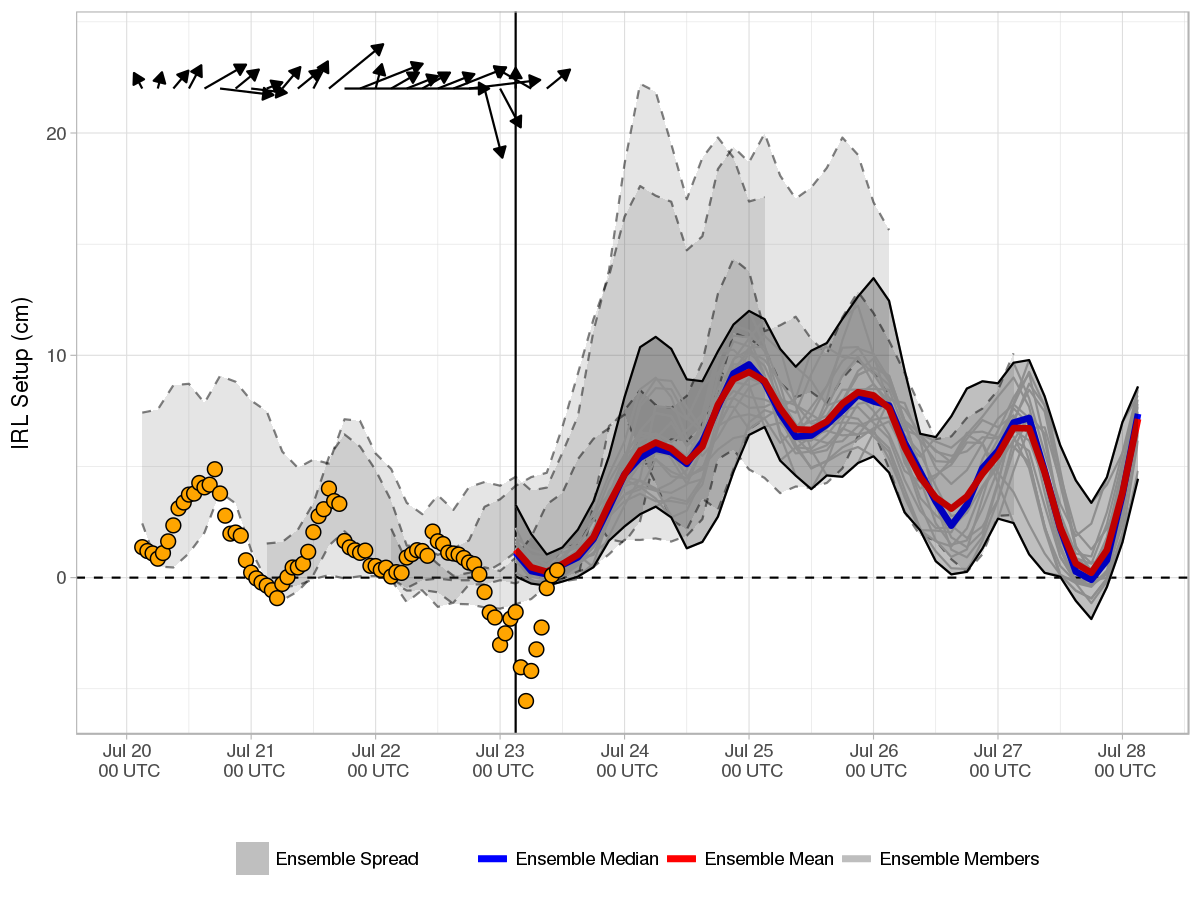 20
10
0
IRL Setup (cm)
Jul 20 Jul 21 Jul 22 Jul 23 Jul 24 Jul 25 Jul 26 Jul 27 Jul 28
00 UTC 00 UTC 00 UTC 00 UTC 00 UTC 00 UTC 00 UTC 00 UTC 00 UTC
Ensemble Spread Ensemble Median Ensemble Mean Ensemble Members